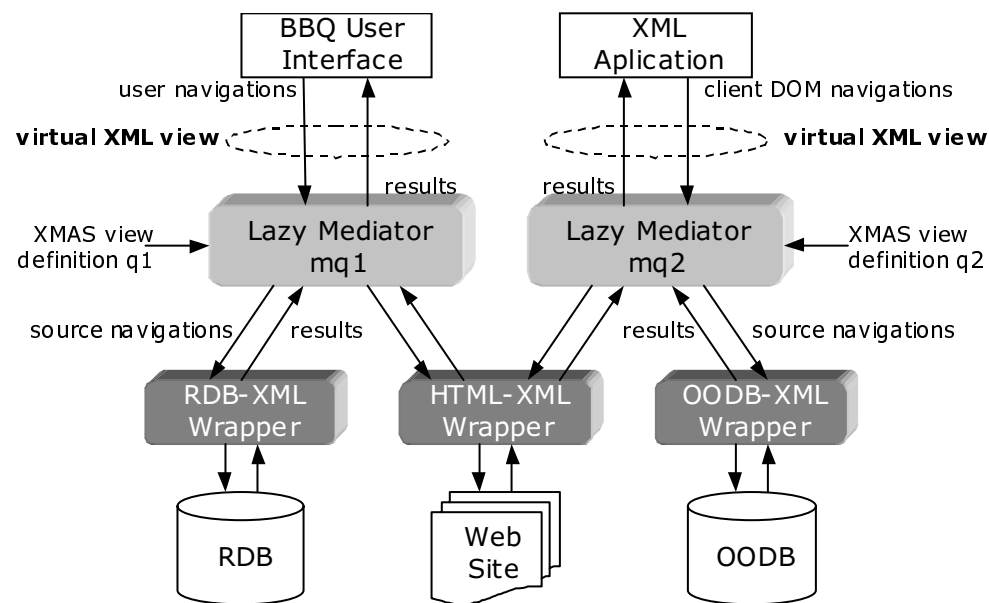 BBQ User
Interface
XML
Aplication
user navigations
client DOM navigations
virtual XML view
virtual XML view
results
results
XMAS view
definition q1
Lazy Mediator
mq1
Lazy Mediator
mq2
XMAS view
definition q2
source navigations
results
results
source navigations
RDB-XML
Wrapper
HTML-XML
Wrapper
OODB-XML
Wrapper
RDB
Web
Site
OODB